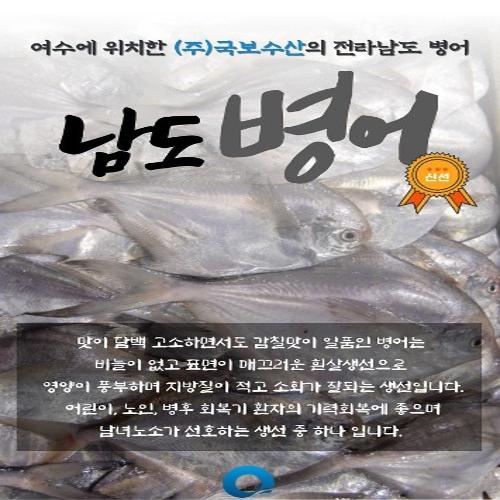 여수에 위치한 (주)국보수산의 전라남도 병어
남도병어
신선
맛이 담백 고소하면서도 감칠맛이 일품인 병어는
비늘이 없고 표면이 매끄러운 흰살생선으로
영양이 풍부하며 지방질이 적고 소화가 잘되는 생선입니다.
어린이, 노인, 병후 회복기 환자의 기력회복에 좋으며
남녀노소가 선호하는 생선 중 하나 입니다.